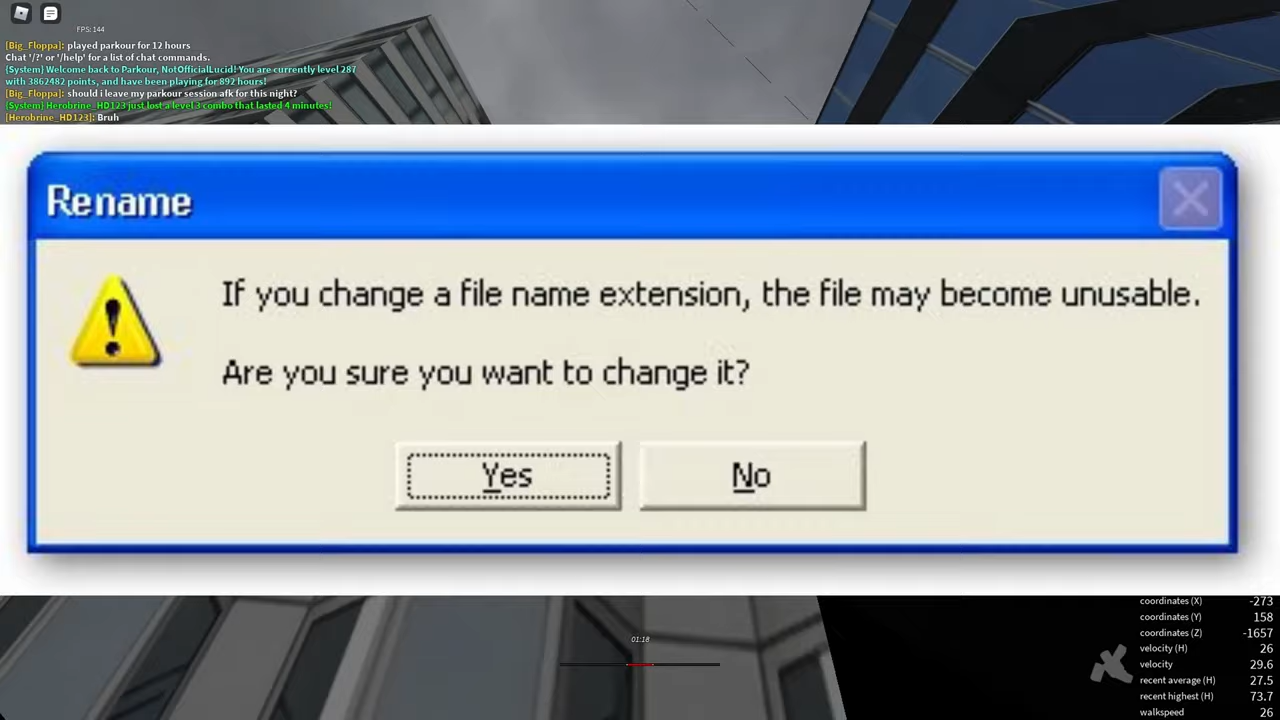 FPS: 144
[Big_Floppa]: played parkour for 12 hours
Chat '/?' or '/help' for a list of chat commands.
{System} Welcome back to Parkour, NotOfficialLucid! You are currently level 287
with 3862482 points, and have been playing for 892 hours!
[Big_Floppa]: should i leave my parkour session afk for this night?
{System} Herobrine_HD123 just lost a level 3 combo that lasted 4 minutes!
[Herobrine_HD123]: Bruh
Rename
If you change a file name extension, the file may become unusable.
Are you sure you want to change it?
Yes
No
01:18
coordinates (X) -273
coordinates (Y) 158
coordinates (Z) -1657
velocity (H) 26
velocity 29.6
recent average (H) 27.5
recent highest (H) 73.7
walkspeed 26